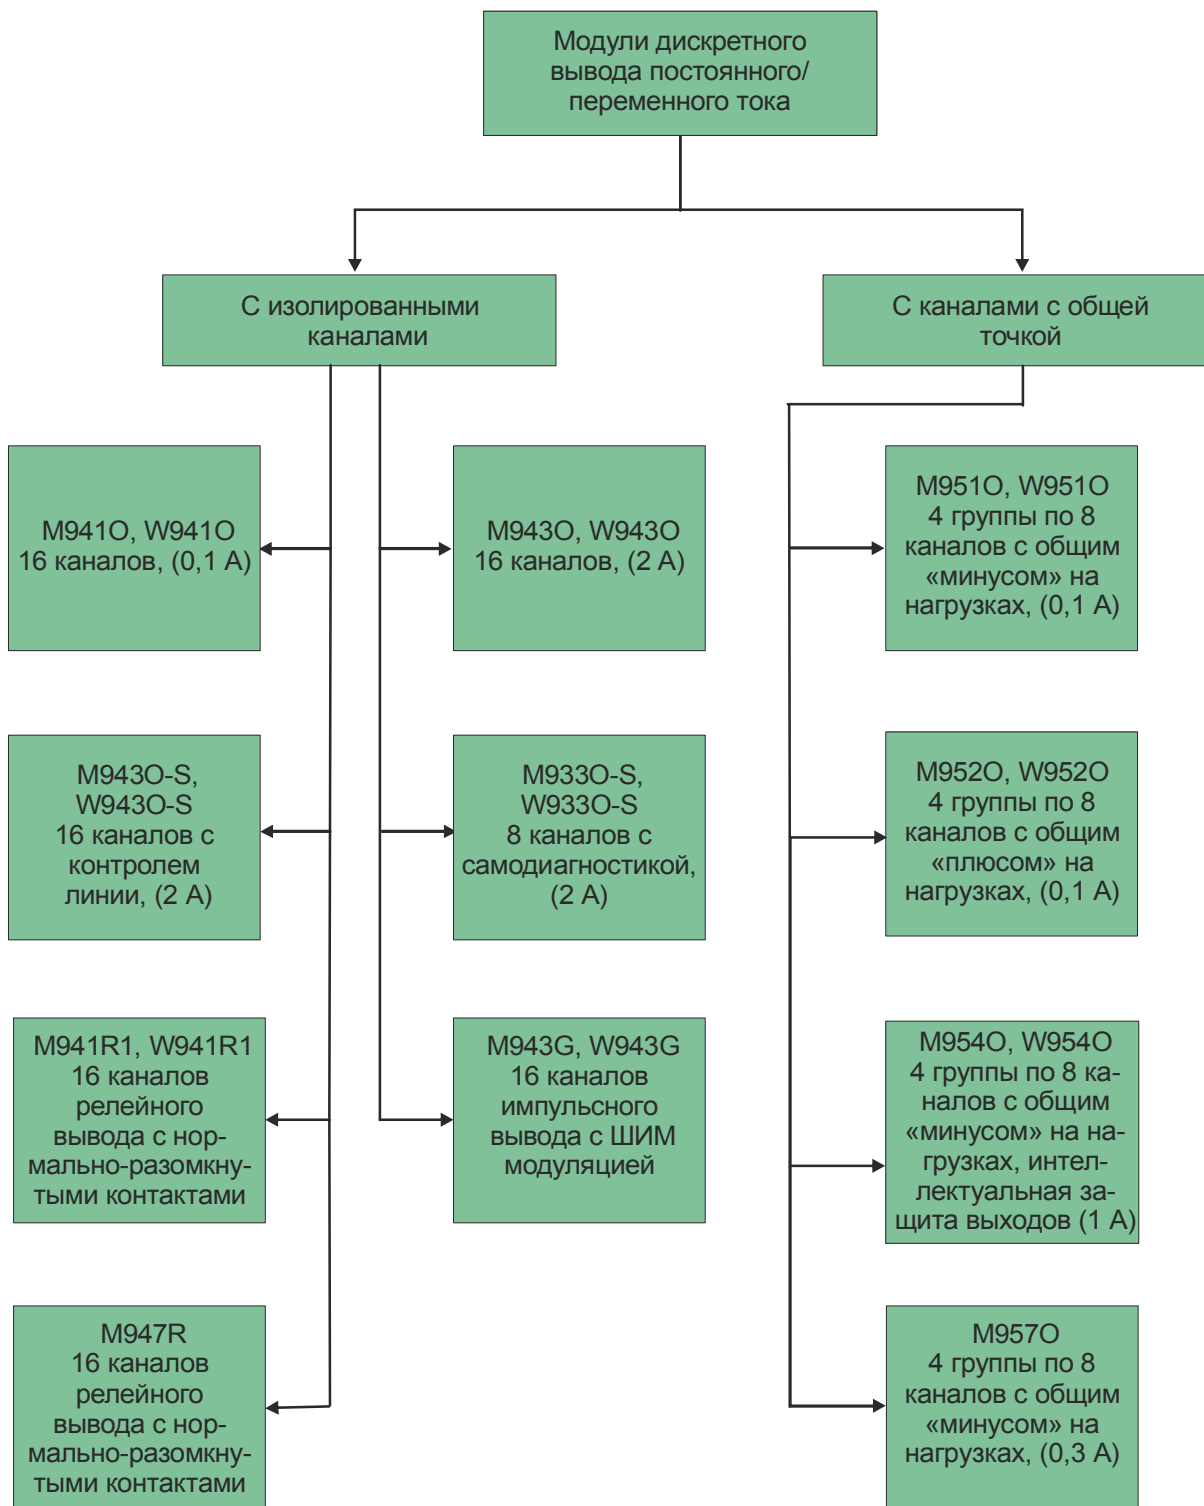 Модули дискретного
вывода постоянного/
переменного тока
С изолированными
каналами
С каналами с общей
точкой
M941O, W941O
16 каналов, (0,1 А)
M943O, W943O
16 каналов, (2 А)
M951O, W951O
4 группы по 8
каналов с общим
«минусом» на
нагрузках, (0,1 А)
M943O-S,
W943O-S
16 каналов с
контролем
линии, (2 А)
M933O-S,
W933O-S
8 каналов с
самодиагностикой,
(2 А)
M952O, W952O
4 группы по 8
каналов с общим
«плюсом» на
нагрузках, (0,1 А)
M941R1, W941R1
16 каналов
релейного
вывода с нор-
мально-разомкну-
тыми контактами
M943G, W943G
16 каналов
импульсного
вывода с ШИМ
модуляцией
M954O, W954O
4 группы по 8 ка-
налов с общим
«минусом» на на-
грузках, интел-
лектуальная за-
щита выходов (1 А)
M947R
16 каналов
релейного
вывода с нор-
мально-разомкну-
тыми контактами
M957O
4 группы по 8
каналов с общим
«минусом» на
нагрузках, (0,3 А)